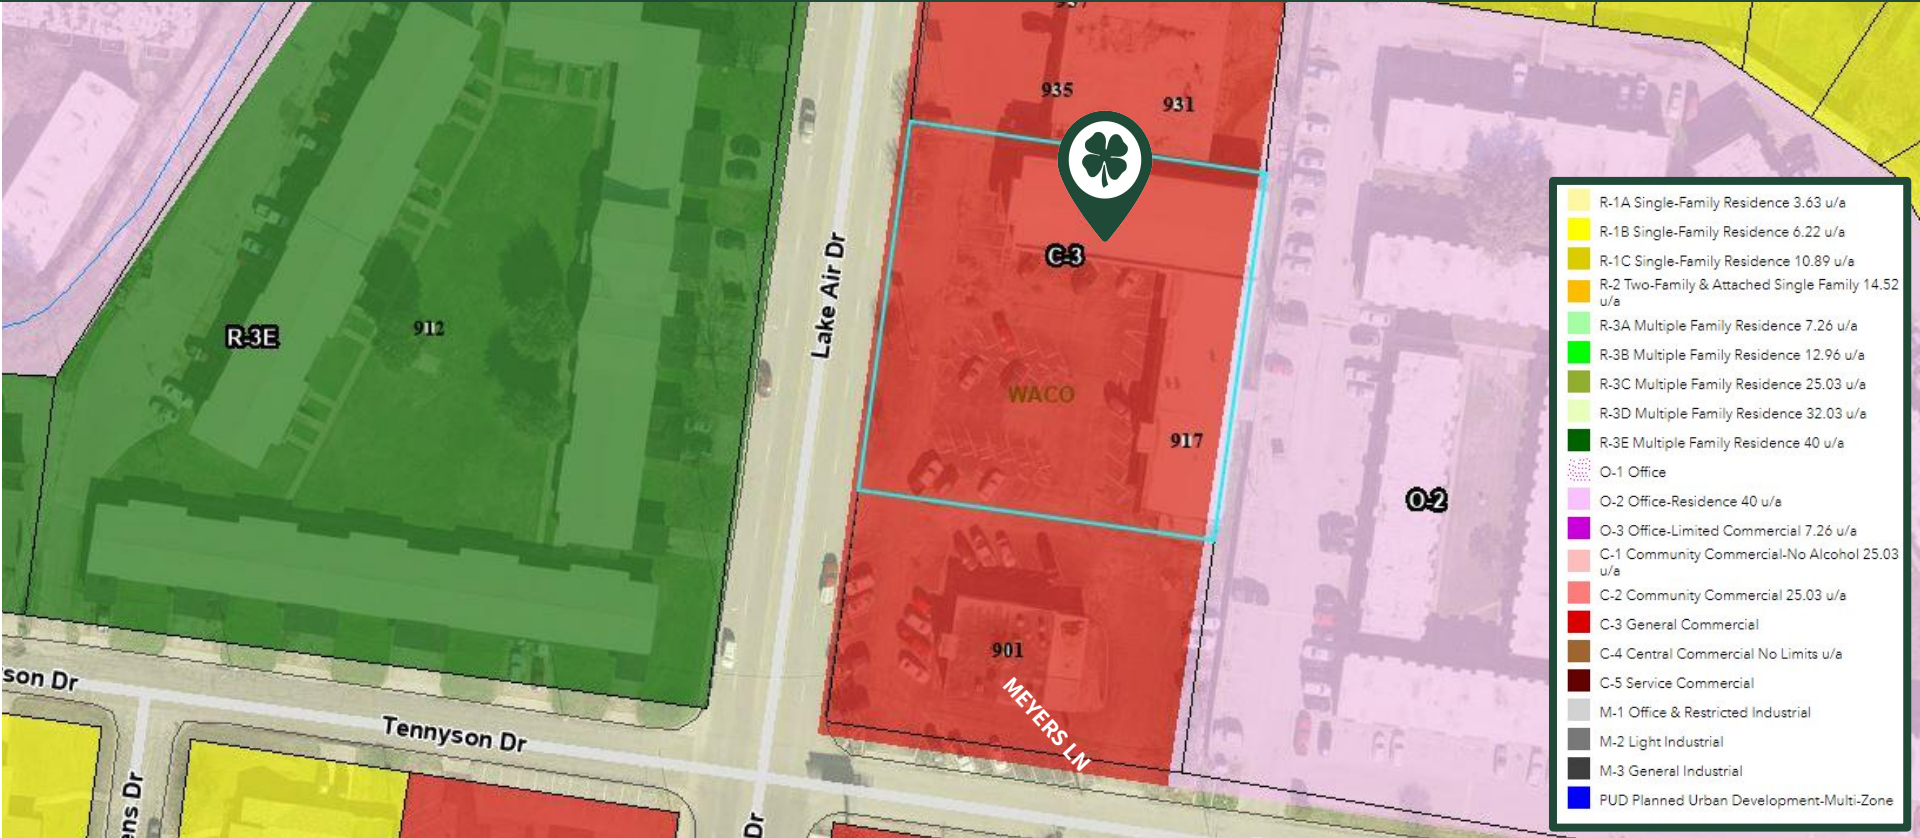 935
931
C-3
Lake Air Dr
R-3E
912
WACO
917
O-2
901
MEYERS LN
son Dr
Tennyson Dr
ens Dr
Dr
R-1A Single-Family Residence 3.63 u/a
R-1B Single-Family Residence 6.22 u/a
R-1C Single-Family Residence 10.89 u/a
R-2 Two-Family & Attached Single Family 14.52
u/a
R-3A Multiple Family Residence 7.26 u/a
R-3B Multiple Family Residence 12.96 u/a
R-3C Multiple Family Residence 25.03 u/a
R-3D Multiple Family Residence 32.03 u/a
R-3E Multiple Family Residence 40 u/a
O-1 Office
O-2 Office-Residence 40 u/a
O-3 Office-Limited Commercial 7.26 u/a
C-1 Community Commercial-No Alcohol 25.03
u/a
C-2 Community Commercial 25.03 u/a
C-3 General Commercial
C-4 Central Commercial No Limits u/a
C-5 Service Commercial
M-1 Office & Restricted Industrial
M-2 Light Industrial
M-3 General Industrial
PUD Planned Urban Development-Multi-Zone